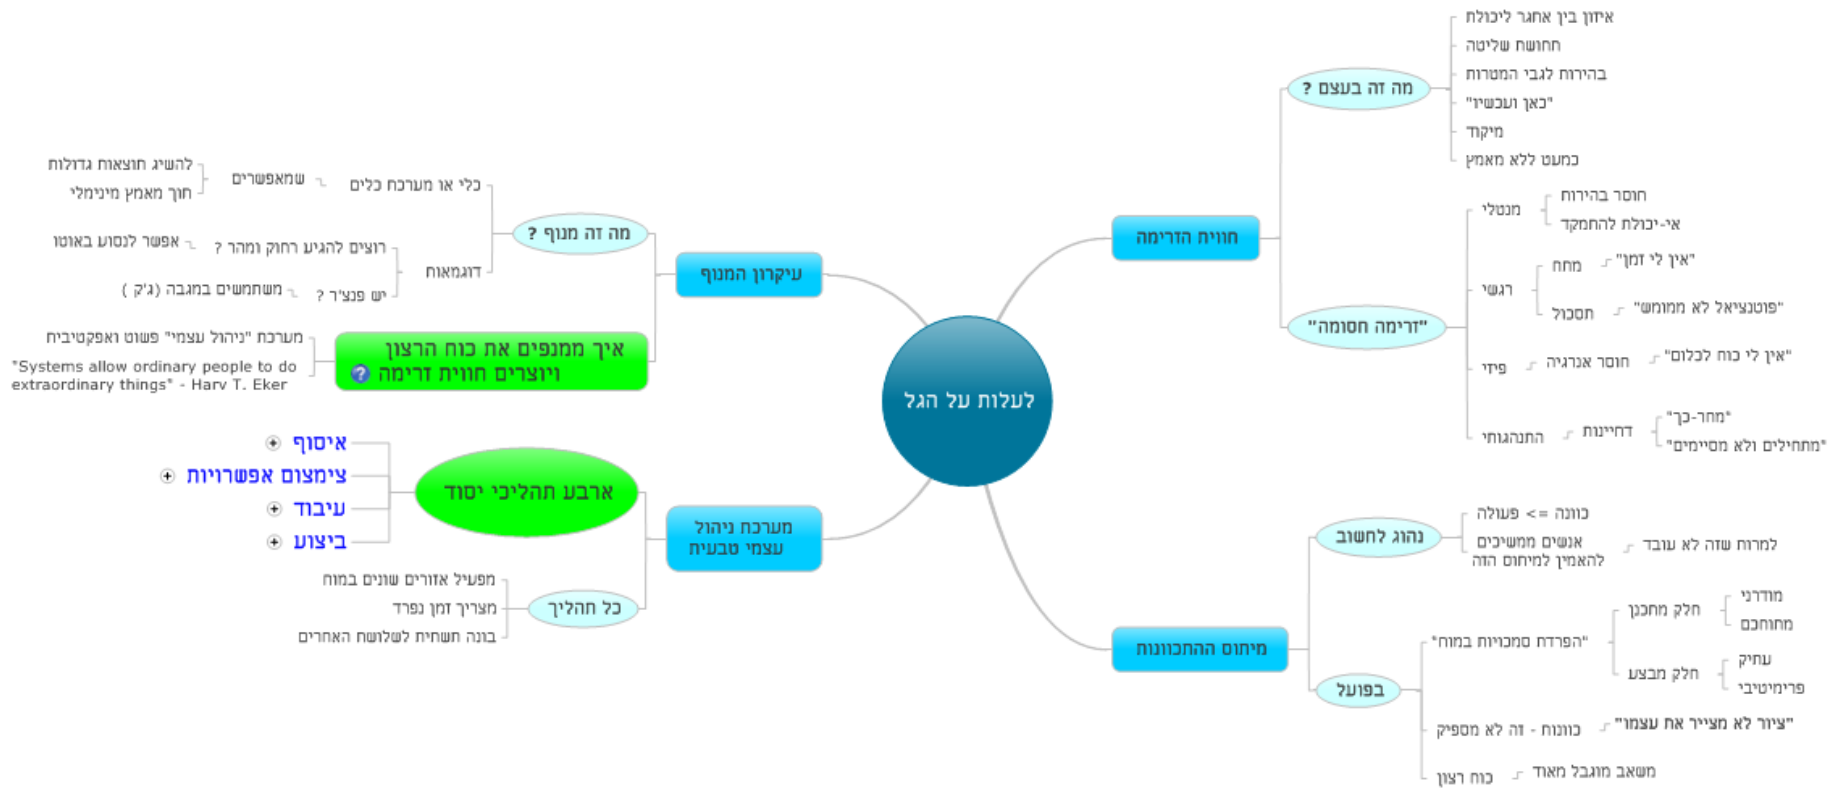 לעלות על הגל
חווית הזרימה
מה זה בעצם ?
איזון בין אתגר ליכולת
תחושת שליטה
בהירות לגבי המטרות
"כאן ועכשיו"
מיקוד
כמעט ללא מאמץ
"זרימה חסומה"
מנטלי
חוסר בהירות
אי-יכולת להתמקד
רגשי
מתח
"אין לי זמן"
תסכול
"פוטנציאל לא ממומש"
פיזי
חוסר אנרגיה
"אין לי כוח לכלום"
התנהגותי
דחיינות
"מחר-כך"
"מתחילים ולא מסיימים"
מיתוס ההתכוונות
נהוג לחשוב
כוונה => פעולה
אנשים ממשיכים
להאמין למיתוס הזה
למרות שזה לא עובד
בפועל
"הפרדת סמכויות במוח"
חלק מתכנן
מודרני
מתוחכם
חלק מבצע
עתיק
פרימיטיבי
כוונות - זה לא מספיק
"ציור לא מצייר את עצמו"
כוח רצון
משאב מוגבל מאוד
עיקרון המנוף
מה זה מנוף ?
כלי או מערכת כלים
שמאפשרים
להשיג תוצאות גדולות
תוך מאמץ מינימלי
דוגמאות
רוצים להגיע רחוק ומהר ?
אפשר לנסוע באוטו
יש פנצ'ר ?
משתמשים במגבה (ג'ק )
איך ממנפים את כוח הרצון
ויוצרים חווית זרימה
מערכת "ניהול עצמי" פשוט ואפקטיבית
"Systems allow ordinary people to do
extraordinary things" - Harv T. Eker
מערכת ניהול
עצמי טבעית
ארבע תהליכי יסוד
איסוף
צימצום אפשרויות
עיבוד
ביצוע
כל תהליך
מפעיל אזורים שונים במוח
מצריך זמן נפרד
בונה תשתית לשלושת האחרים